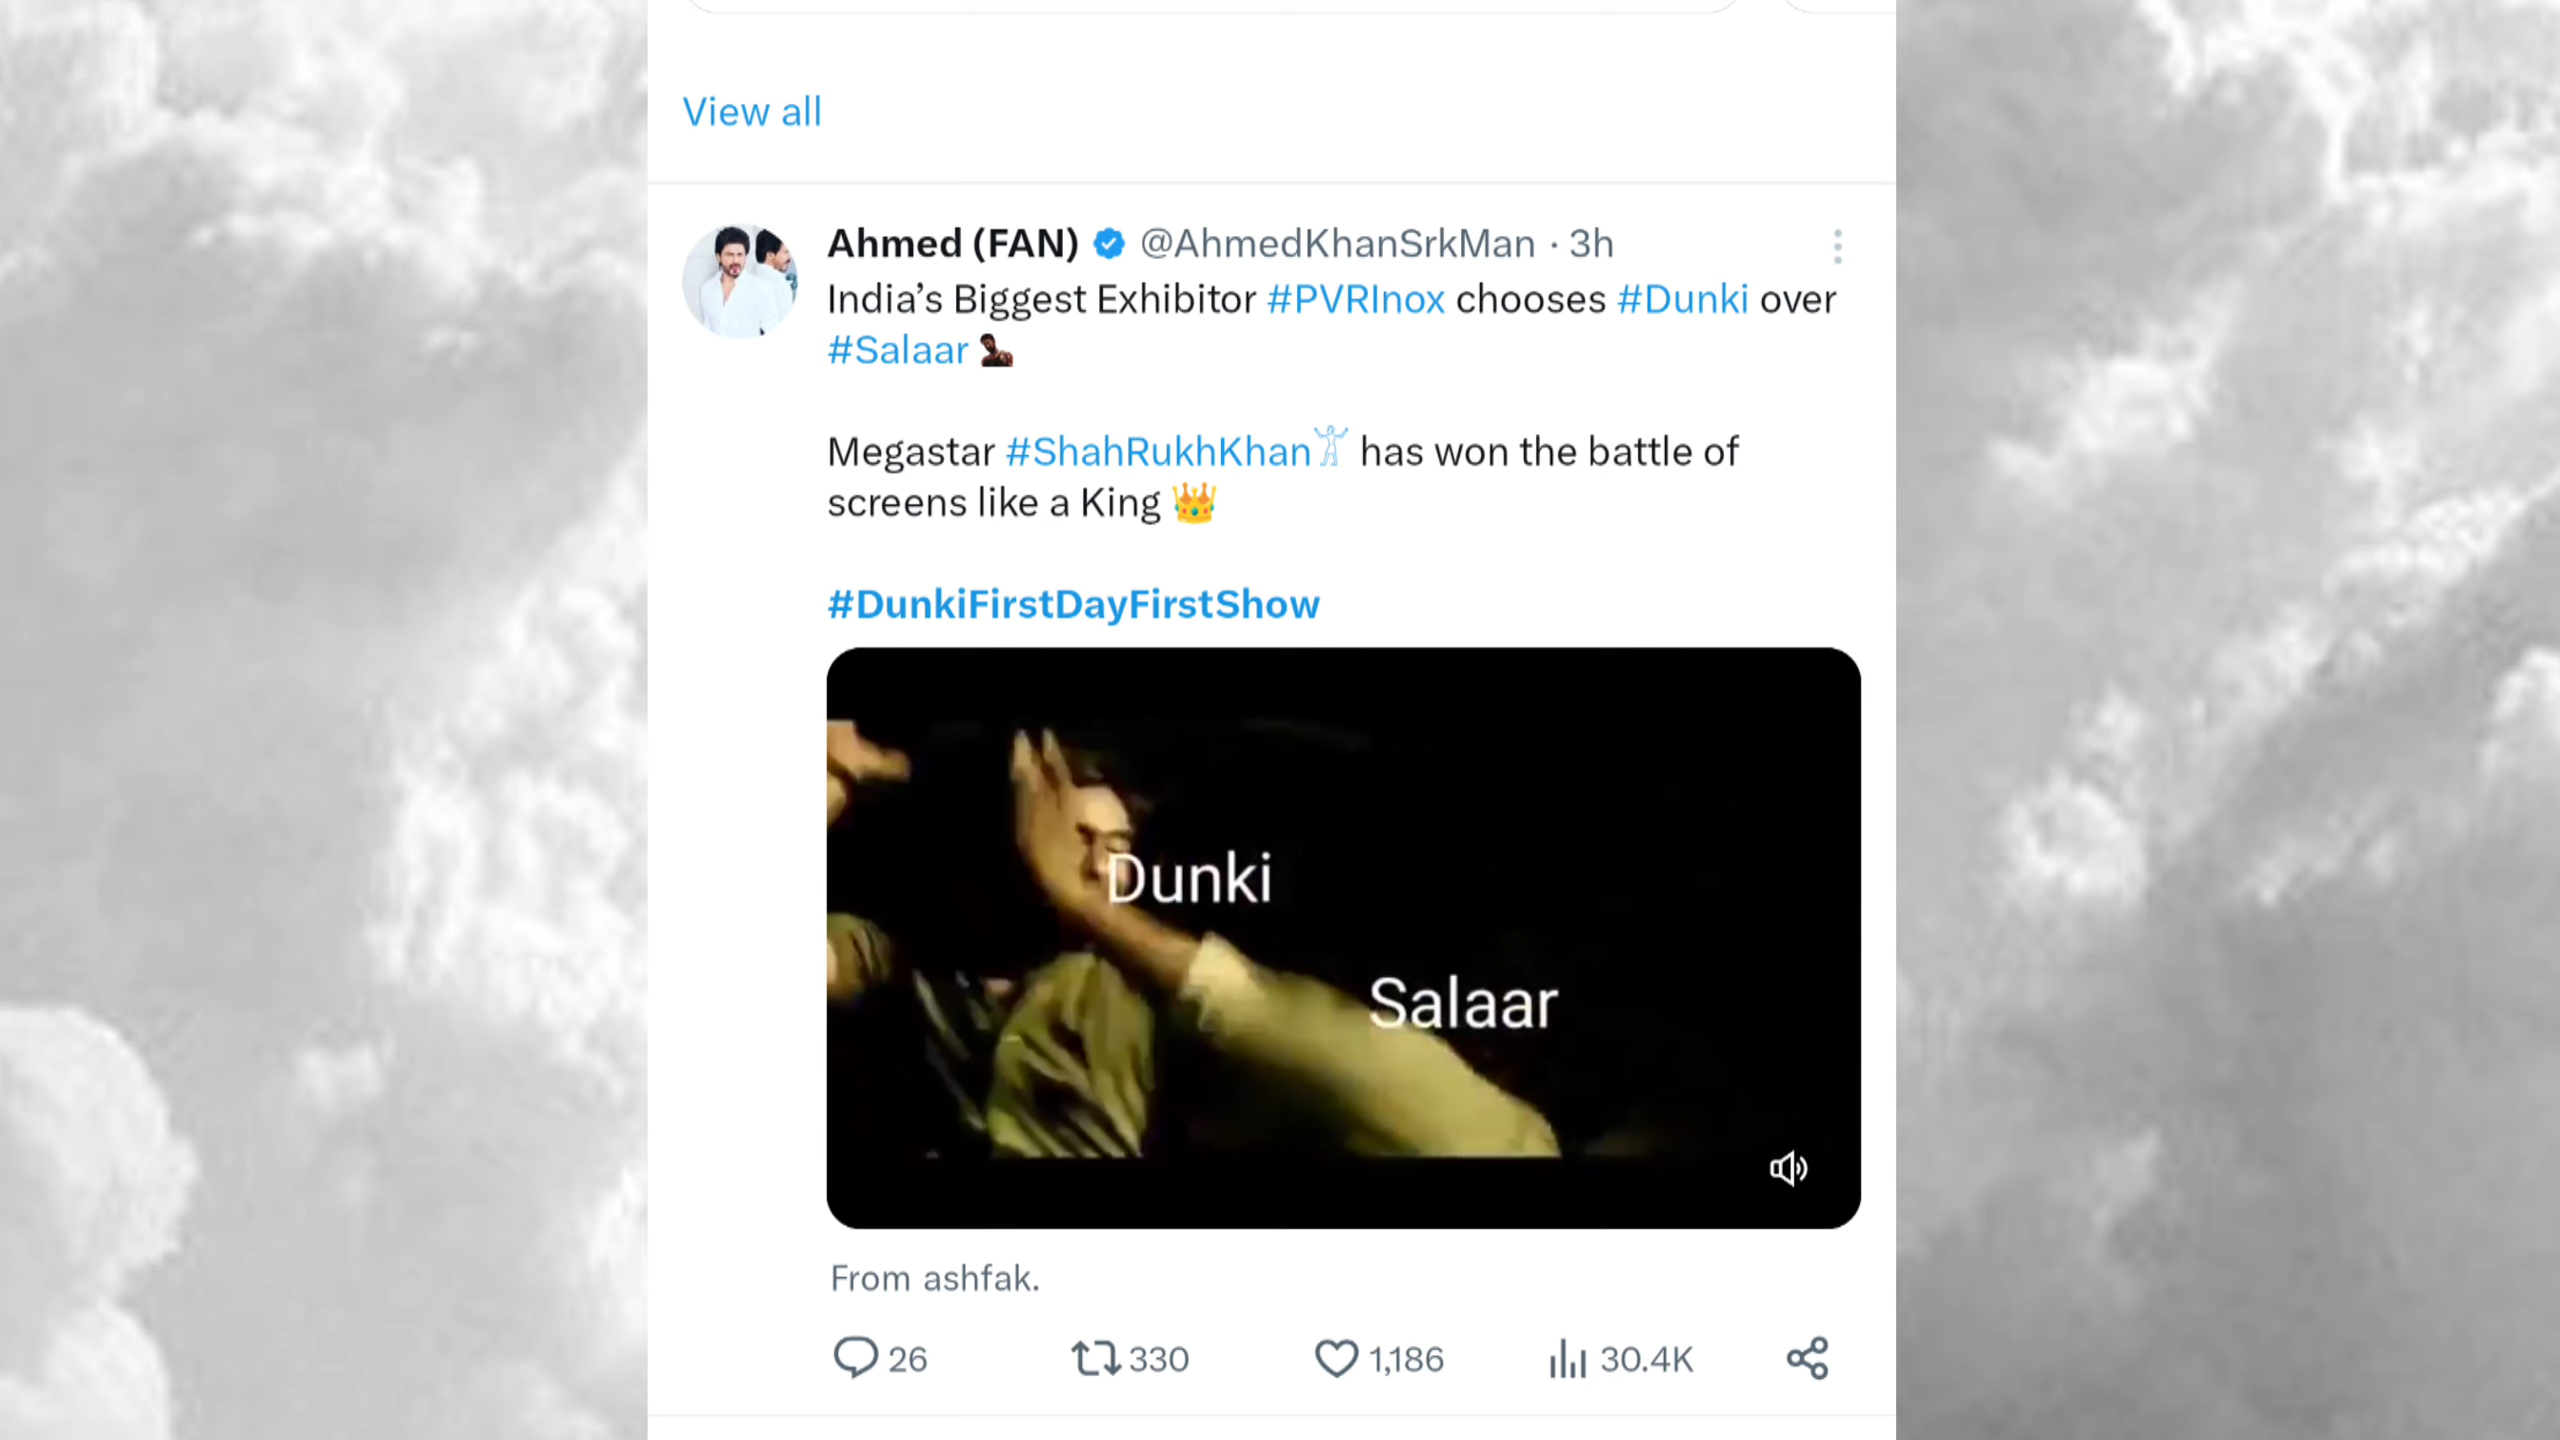 View all
Ahmed (FAN) @AhmedKhanSrkMan · 3h
India’s Biggest Exhibitor #PVRInox chooses #Dunki over
#Salaar
Megastar #ShahRukhKhan has won the battle of
screens like a King 👑
#DunkiFirstDayFirstShow
Dunki
Salaar
From ashfak.
26 330 1,186 30.4K